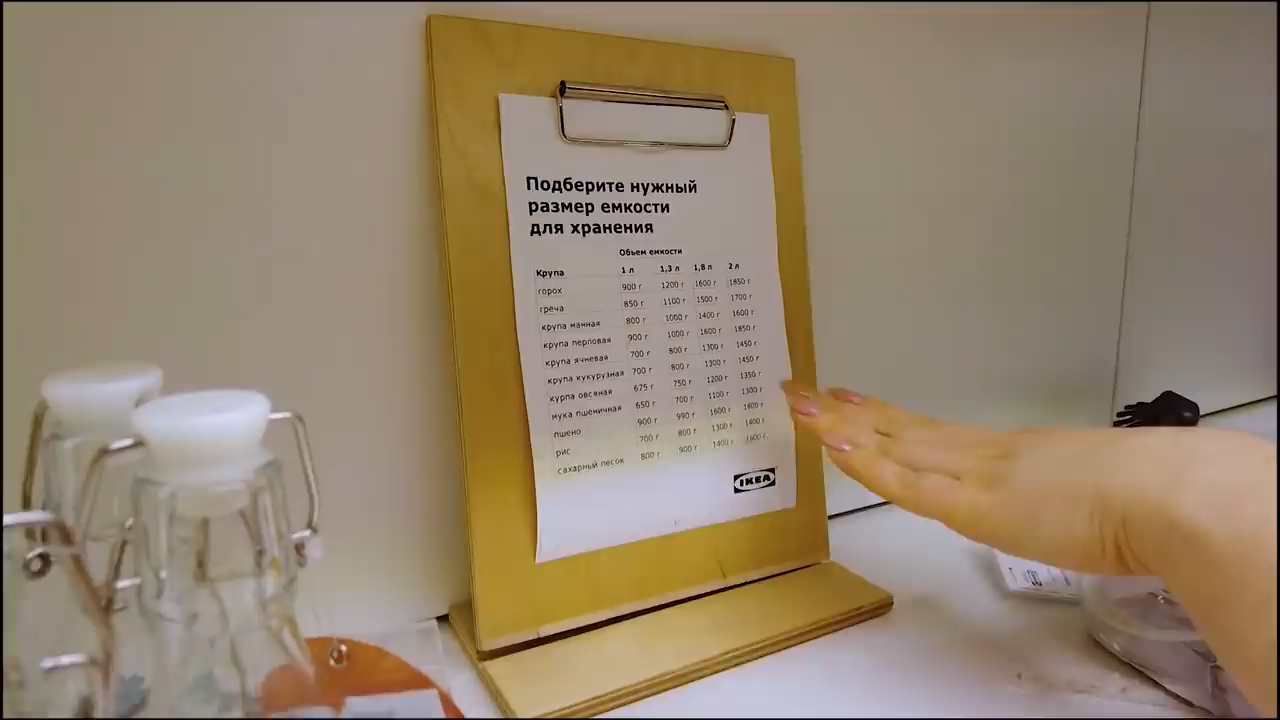 Подберите нужный
размер емкости
для хранения
Обьем емкости
Крупа 1 л 1,3 л 1,8 л 2 л
горох 900 г 1200 г 1600 г 1850 г
греча 850 г 1100 г 1500 г 1700 г
крупа манная 800 г 1000 г 1400 г 1600 г
крупа перловая 900 г 1000 г 1600 г 1850 г
крупа ячневая 700 г 800 г 1300 г 1450 г
крупа кукурузная 700 г 800 г 1300 г 1450 г
курпа овсяная 675 г 750 г 1200 г 1350 г
мука пшеничная 650 г 700 г 1100 г 1300 г
пшено 900 г 990 г 1600 г 1800 г
рис 700 г 800 г 1300 г 1400 г
сахарный песок 800 г 900 г 1400 г 1600 г
IKEA